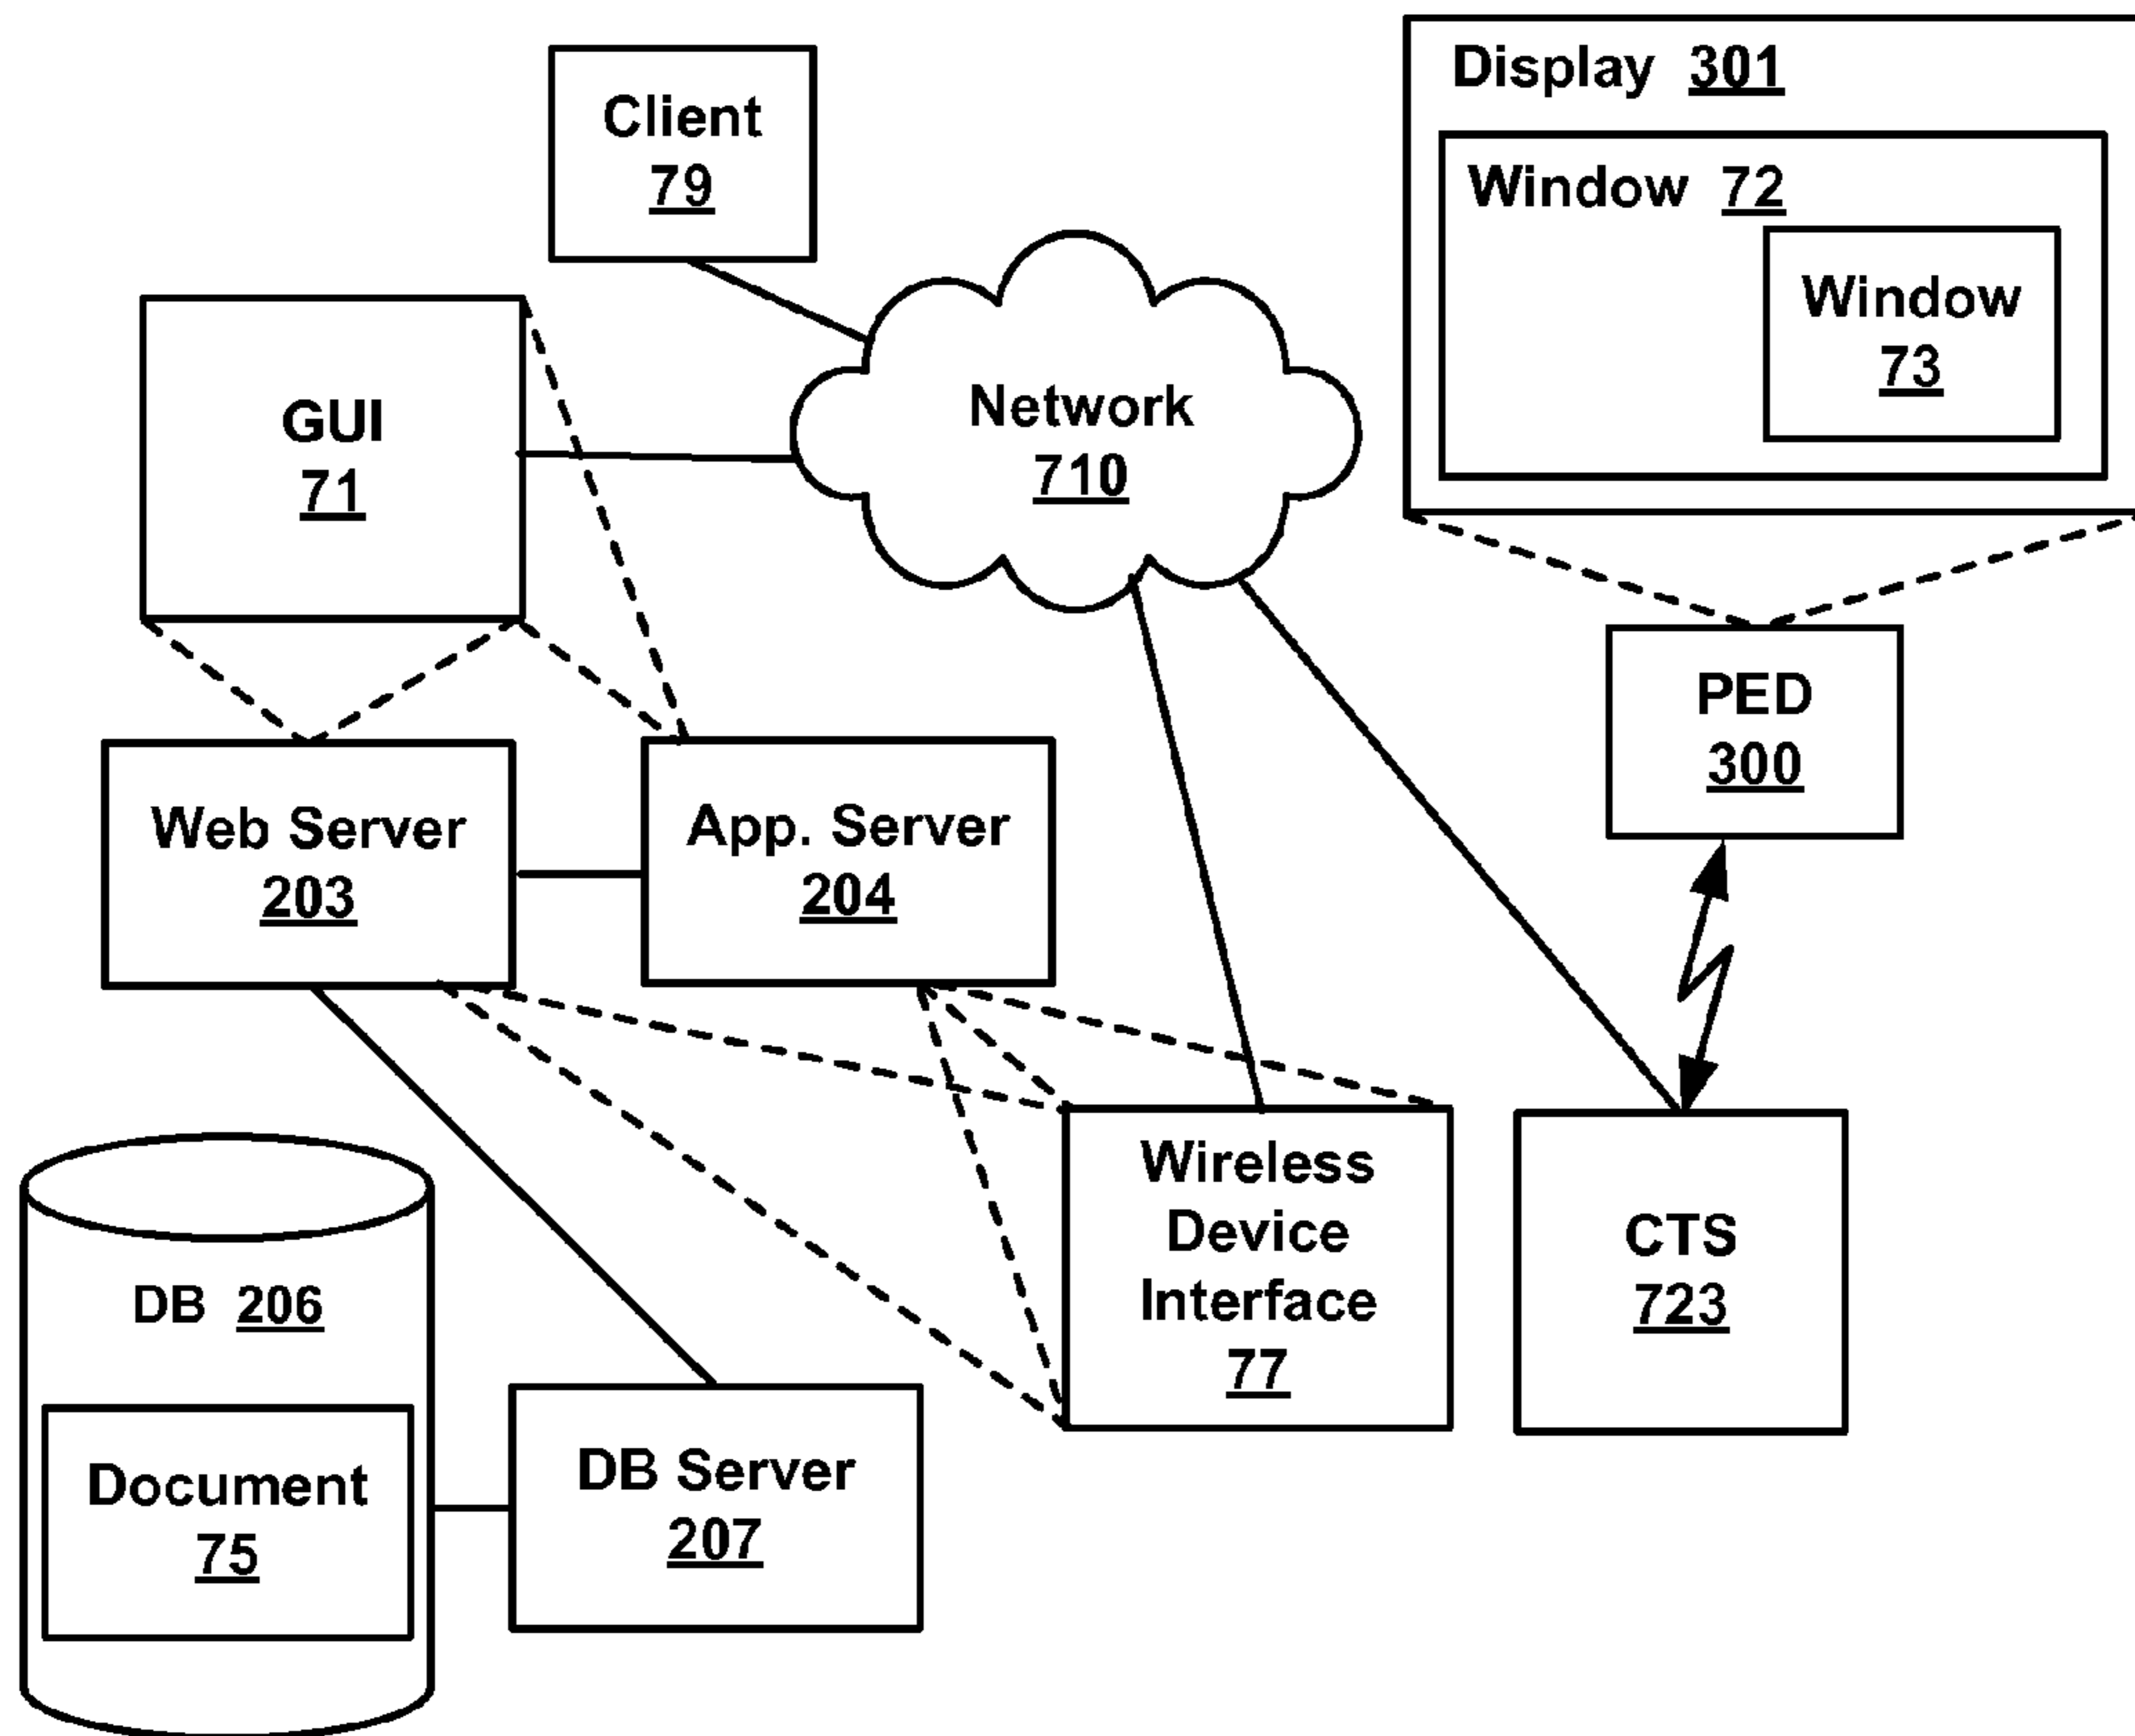 Display 301
Client
79
Window 72
Window
73
GUI
71
Network
710
PED
300
Web Server
203
App. Server
204
Wireless
Device
Interface
77
CTS
723
DB 206
Document
75
DB Server
207